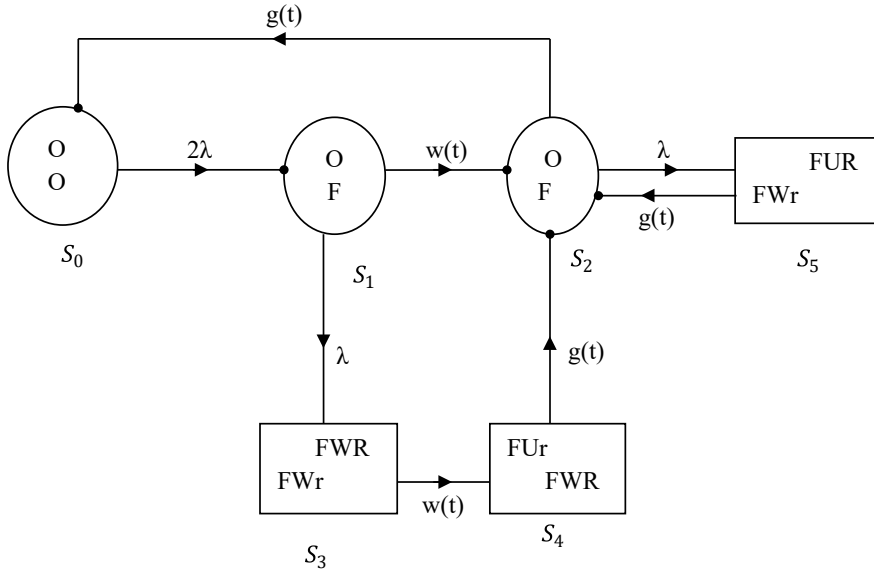 g(t)
O
O
2λ
O
F
w(t)
O
F
λ
FUR
FWr
g(t)
S0
S1
S2
S5
λ
g(t)
FWR
FWr
w(t)
FUr
FWR
S3
S4